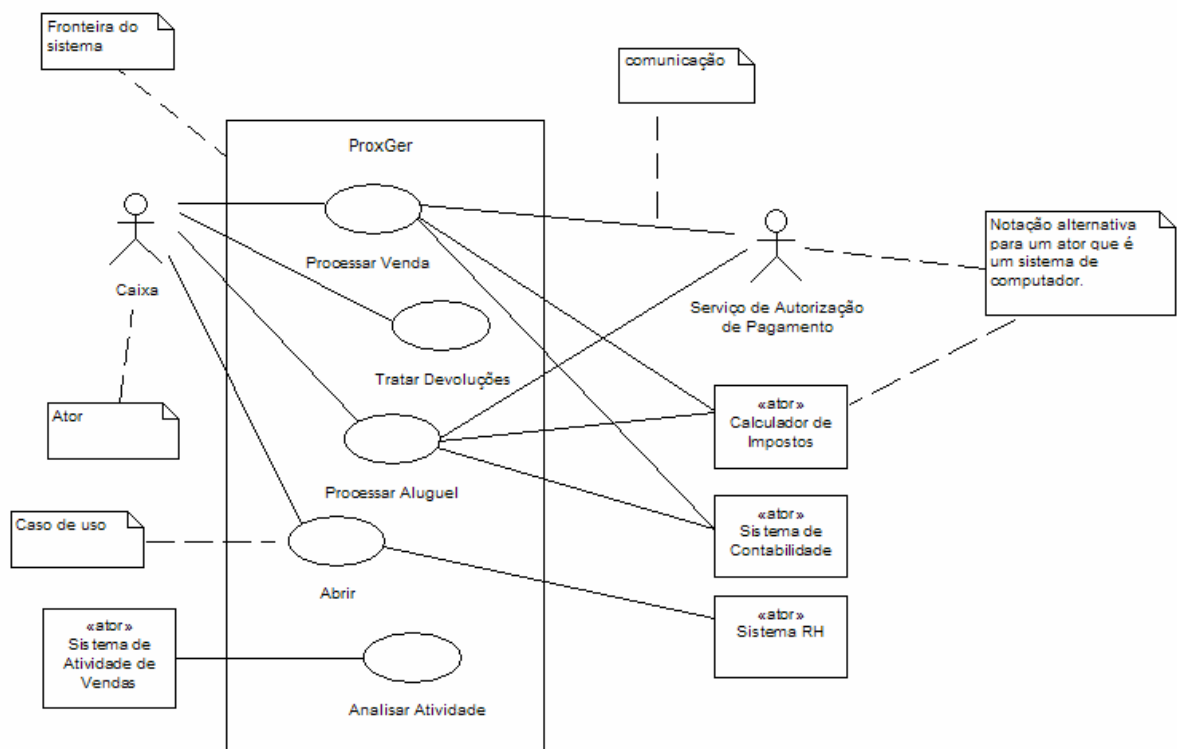 Fronteira do
sistema
comunicação
ProxGer
Processar Venda
Caixa
Notação alternativa
para um ator que é
um sistema de
computador.
Serviço de Autorização
de Pagamento
Tratar Devoluções
Ator
«ator»
Calculador de
Impostos
Processar Aluguel
Caso de uso
«ator»
Sistema de
Contabilidade
Abrir
«ator»
Sistema RH
«ator»
Sistema de
Atividade de
Vendas
Analisar Atividade